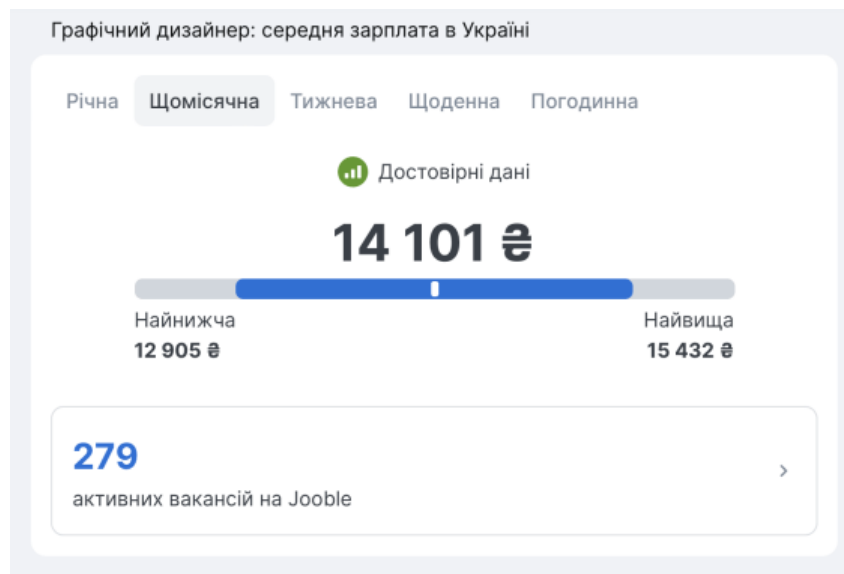 Графічний дизайнер: середня зарплата в Україні
Річна Щомісячна Тижнева Щоденна Погодинна
Достовірні дані
14 101 ₴
Найнижча Найвища
12 905 ₴ 15 432 ₴
279
активних вакансій на Jooble